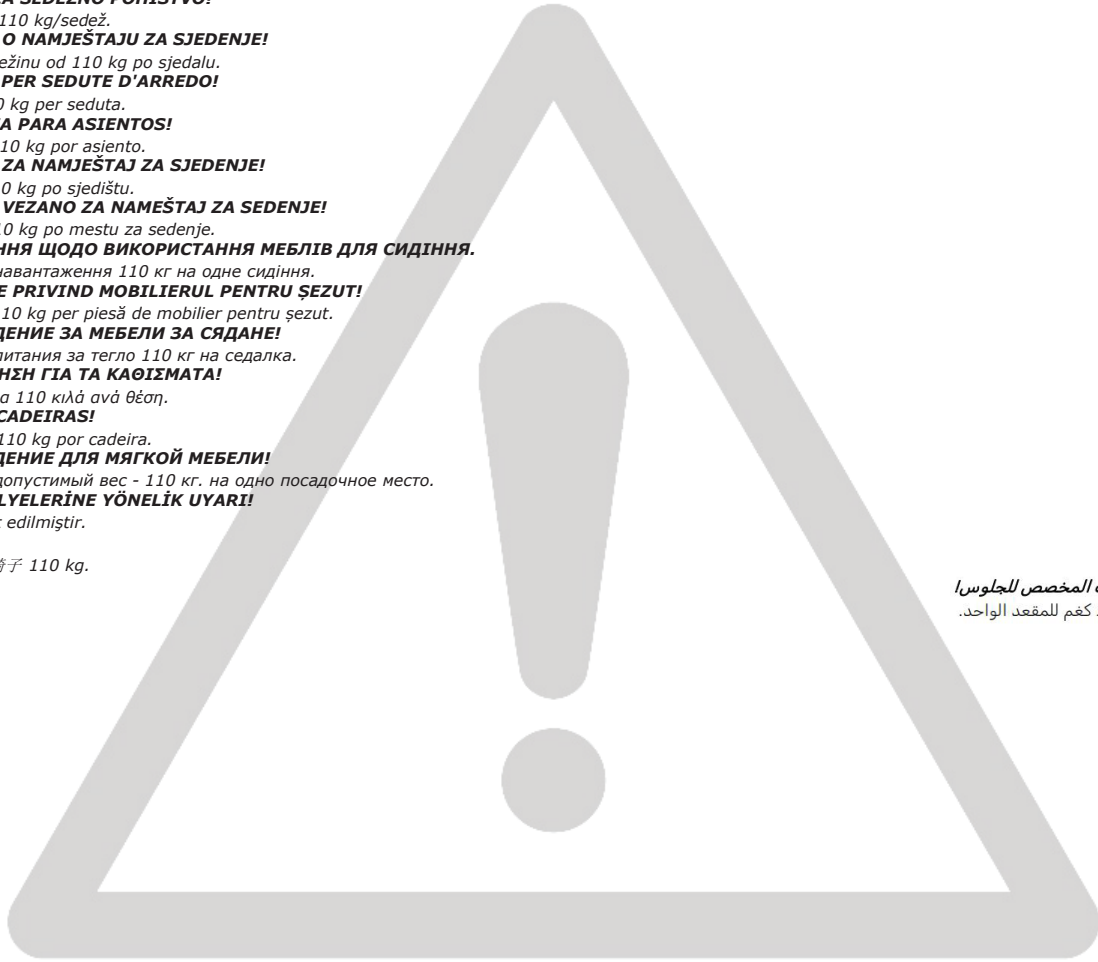 ZA SEDEŽNO POHIŠTVO!
110 kg/sedež.
O NAMJEŠTAJU ZA SJEDENJE!
ežinu od 110 kg po sjedalu.
PER SEDUTE D'ARREDO!
0 kg per seduta.
A PARA ASIENTOS!
10 kg por asiento.
ZA NAMJEŠTAJ ZA SJEDENJE!
0 kg po sjedištu.
VEZANO ZA NAMEŠTAJ ZA SEDENJE!
10 kg po mestu za sedenje.
ННЯ ЩОДО ВИКОРИСТАННЯ МЕБЛІВ ДЛЯ СИДІННЯ.
навантаження 110 кг на одне сидіння.
E PRIVIND MOBILIERUL PENTRU ȘEZUT!
110 kg per piesă de mobilier pentru șezut.
ДЕНИЕ ЗА МЕБЕЛИ ЗА СЯДАНЕ!
питания за тегло 110 кг на седалка.
ΗΣΗ ΓΙΑ ΤΑ ΚΑΘΙΣΜΑΤΑ!
α 110 κιλά ανά θέση.
CADEIRAS!
110 kg por cadeira.
ДЕНИЕ ДЛЯ МЯГКОЙ МЕБЕЛИ!
допустимый вес - 110 кг. на одно посадочное место.
LYELERİNE YÖNELİK UYARI!
t edilmiştir.
椅子 110 kg.
المخصص للجلوس!
كغم للمقعد الواحد.